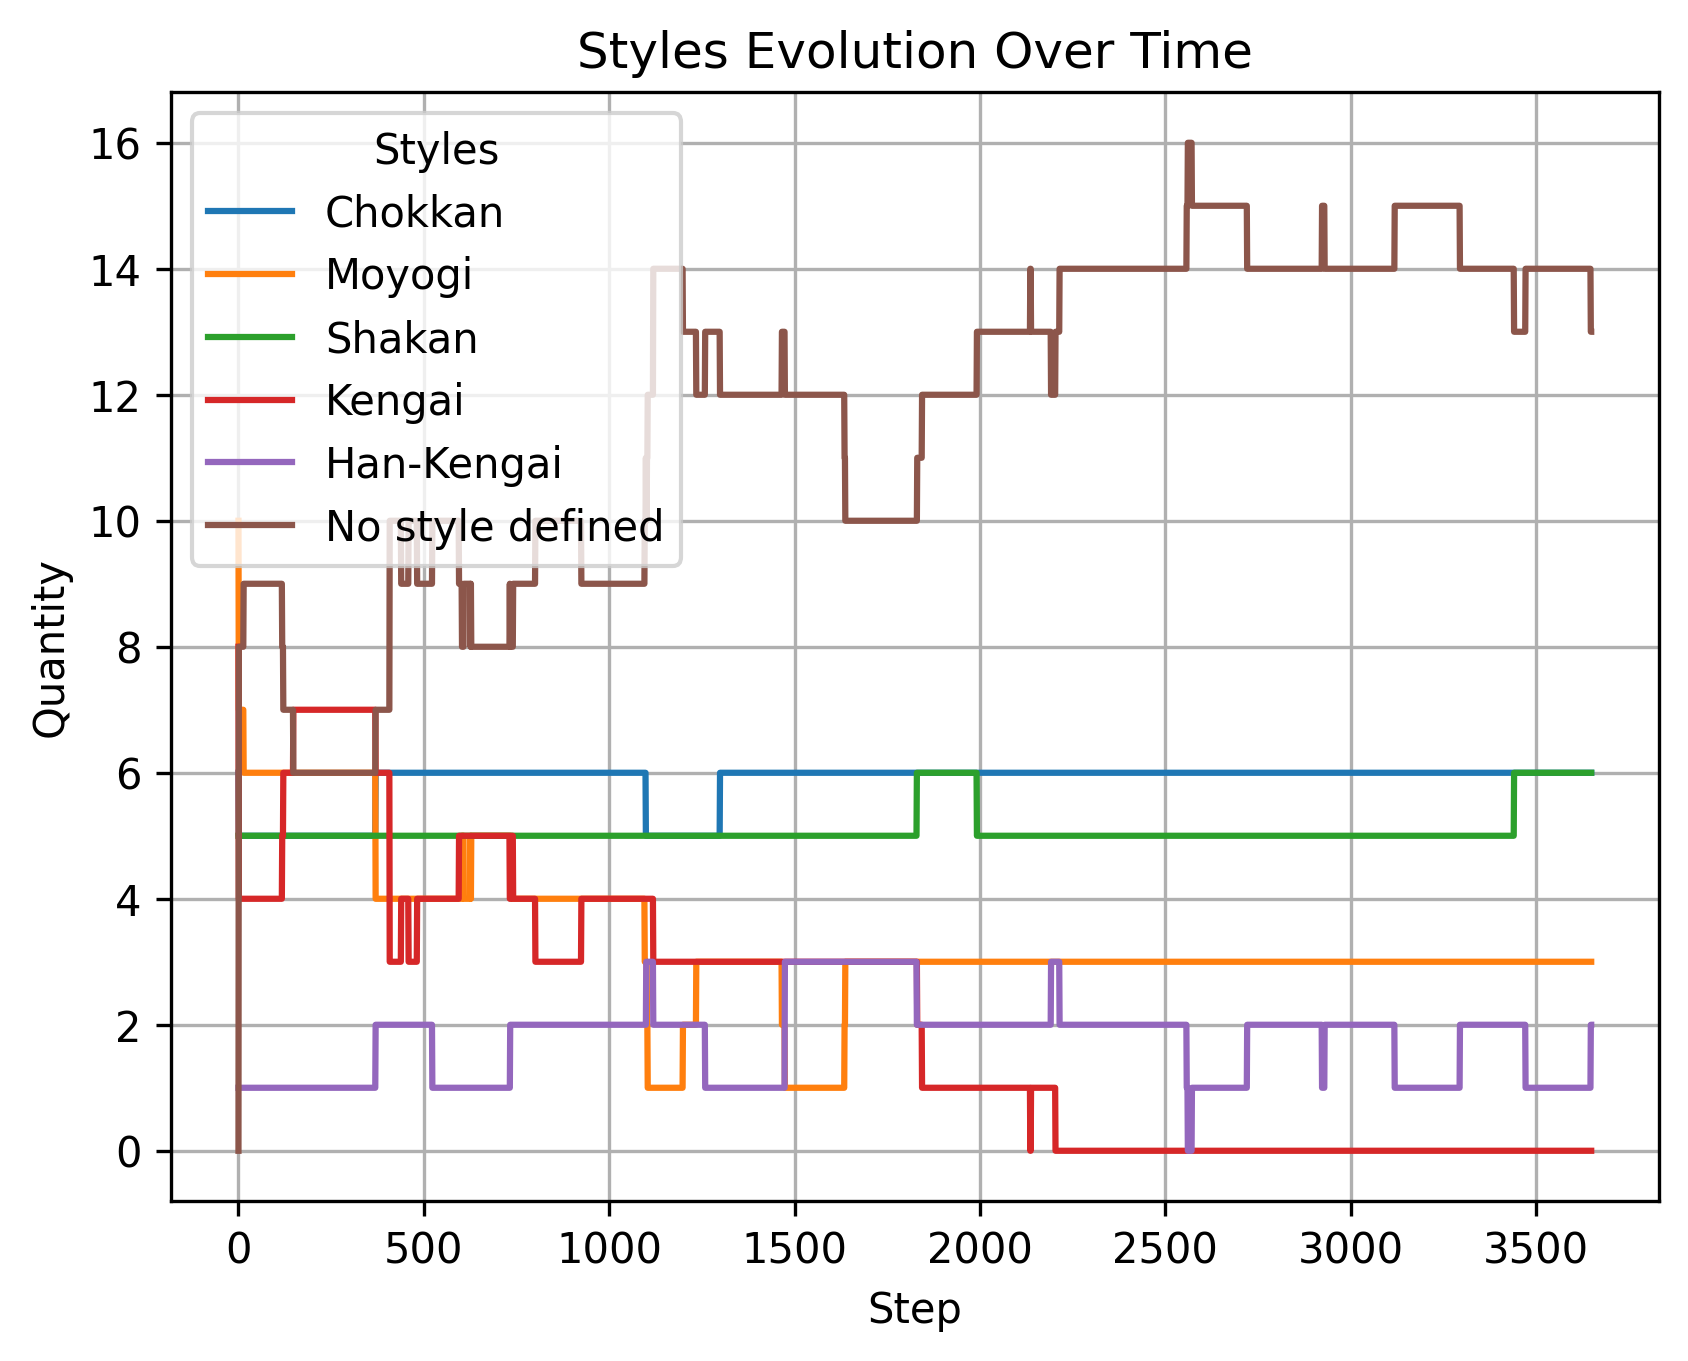 Styles Evolution Over Time
Styles
Chokkan
Moyogi
Shakan
Kengai
Han-Kengai
No style defined
Quantity
16
14
12
10
8
6
4
2
0
0 500 1000 1500 2000 2500 3000 3500
Step